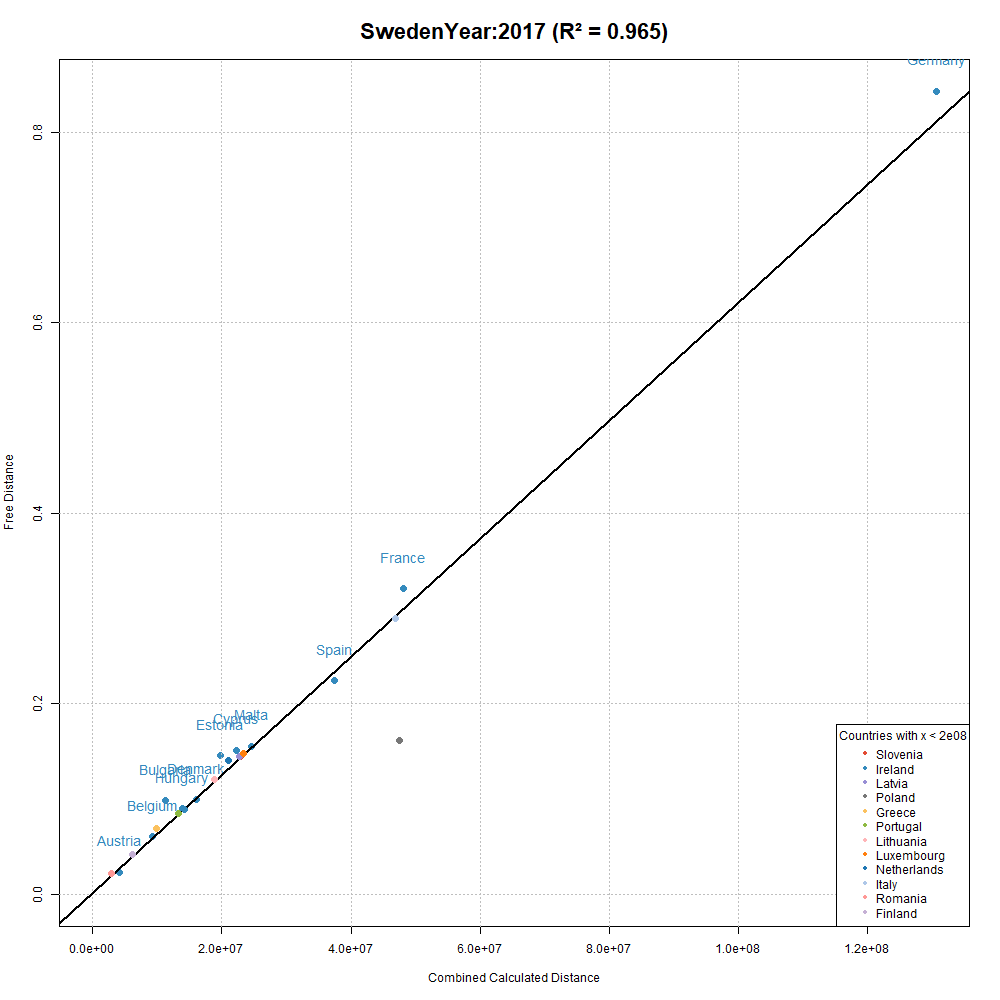 SwedenYear:2017 (R² = 0.965)
Germany
0.8
0.6
Free Distance
0.4
France
Spain
0.2
Malta
Cyprus
Estonia
Denmark
Bulgaria
Hungary
Belgium
Austria
0.0
Countries with x < 2e08
Slovenia
Ireland
Latvia
Poland
Greece
Portugal
Lithuania
Luxembourg
Netherlands
Italy
Romania
Finland
0.0e+00 2.0e+07 4.0e+07 6.0e+07 8.0e+07 1.0e+08 1.2e+08
Combined Calculated Distance